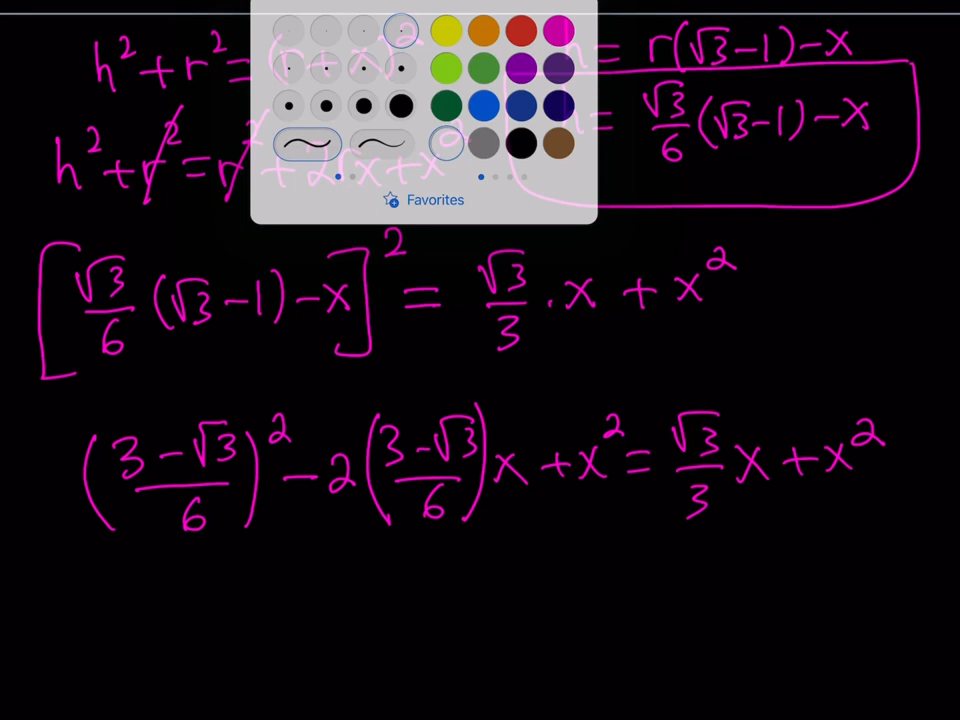 h² + r² = (r + x)²
h = r(√3 − 1) − x
h² + r² = r² + 2rx + x²
h = √3/6 (√3 − 1) − x
Favorites
[√3/6 (√3 − 1) − x]² = √3/3 · x + x²
((3 − √3)/6)² − 2((3 − √3)/6)x + x² = √3/3 x + x²